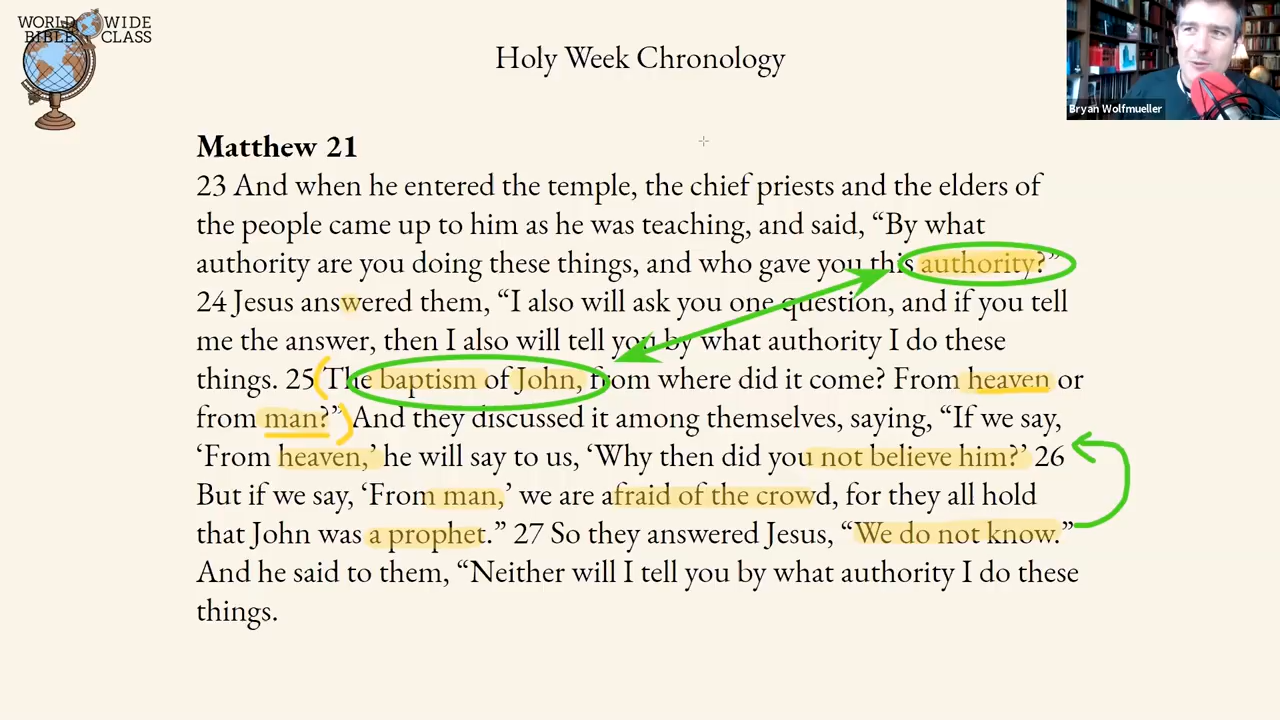 WORLD WIDE
BIBLE CLASS
Holy Week Chronology
Bryan Wolfmueller
Matthew 21
23 And when he entered the temple, the chief priests and the elders of
the people came up to him as he was teaching, and said, “By what
authority are you doing these things, and who gave you this authority?”
24 Jesus answered them, “I also will ask you one question, and if you tell
me the answer, then I also will tell you by what authority I do these
things. 25 The baptism of John, from where did it come? From heaven or
from man?” And they discussed it among themselves, saying, “If we say,
‘From heaven,’ he will say to us, ‘Why then did you not believe him?’ 26
But if we say, ‘From man,’ we are afraid of the crowd, for they all hold
that John was a prophet.” 27 So they answered Jesus, “We do not know.”
And he said to them, “Neither will I tell you by what authority I do these
things.